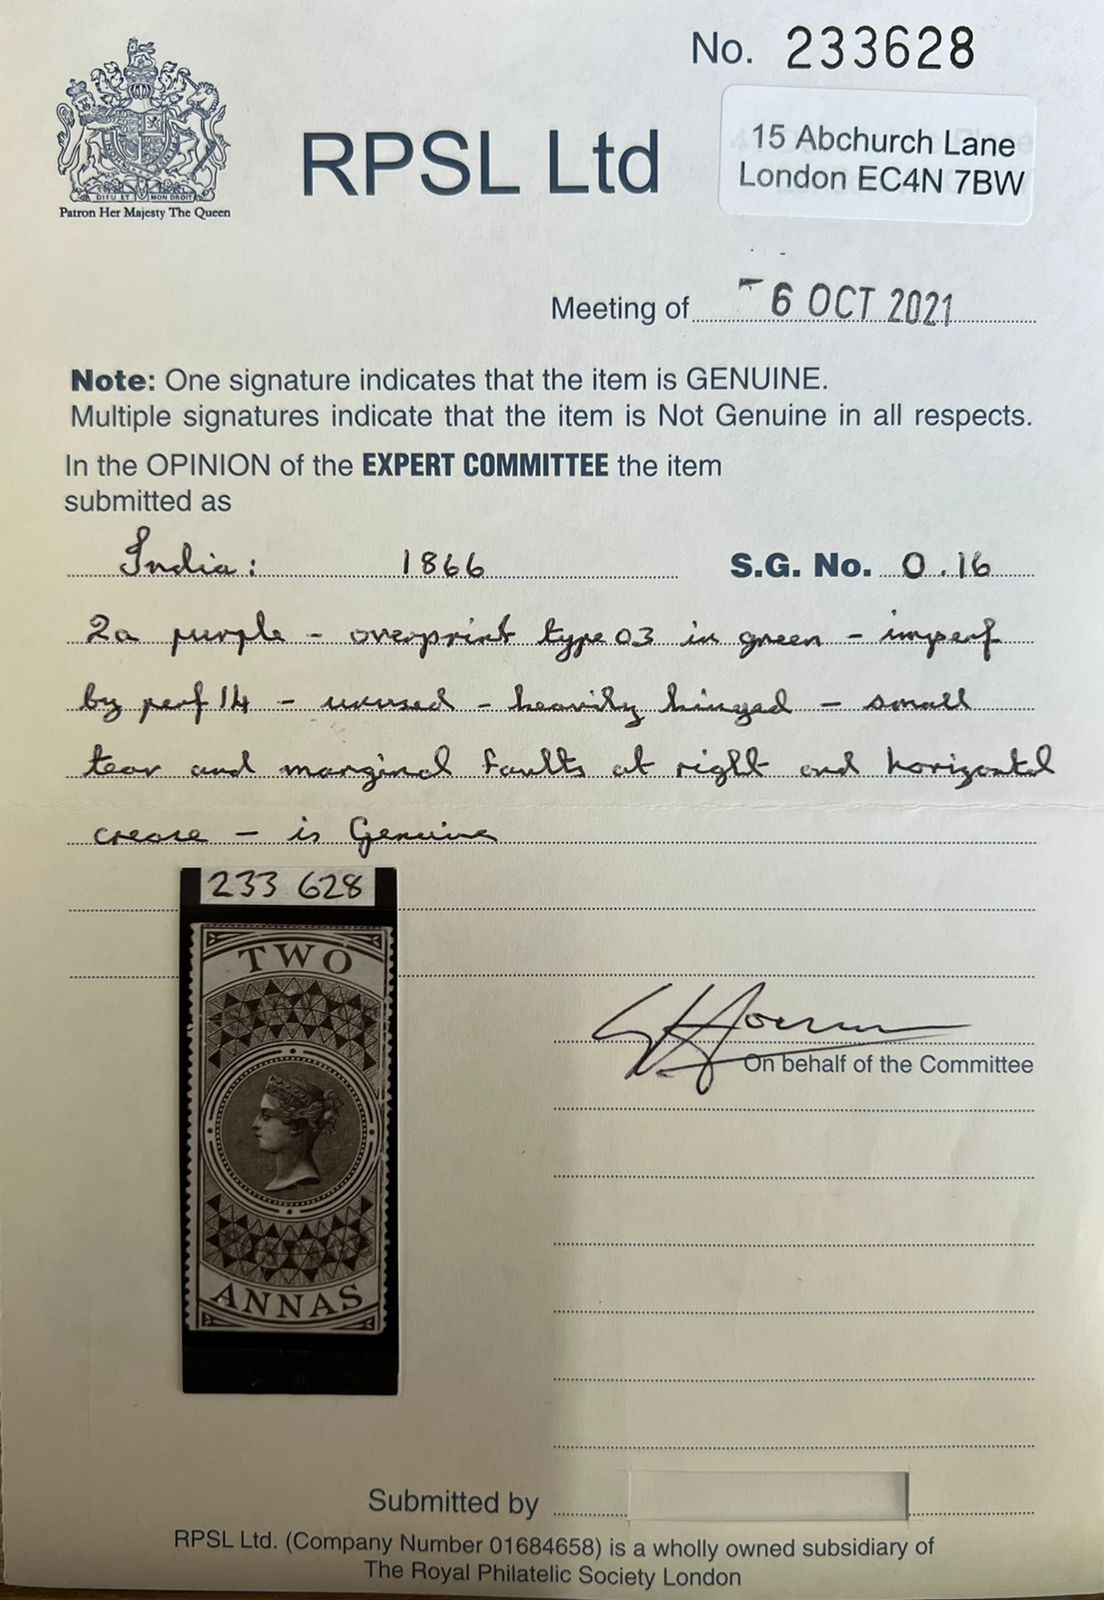 No. 233628
15 Abchurch Lane
London EC4N 7BW
RPSL Ltd
DIEU ET MON DROIT
Patron Her Majesty The Queen
Meeting of - 6 OCT 2021
Note: One signature indicates that the item is GENUINE.
Multiple signatures indicate that the item is Not Genuine in all respects.
In the OPINION of the EXPERT COMMITTEE the item
submitted as
India: 1866 S.G. No. 0.16
2a purple - overprint type 03 in green - imperf
by perf 14 - unused - heavily hinged - small
tear and marginal faults at right and horizontal
crease - is Genuine
233 628
TWO
ANNAS
On behalf of the Committee
Submitted by
RPSL Ltd. (Company Number 01684658) is a wholly owned subsidiary of
The Royal Philatelic Society London